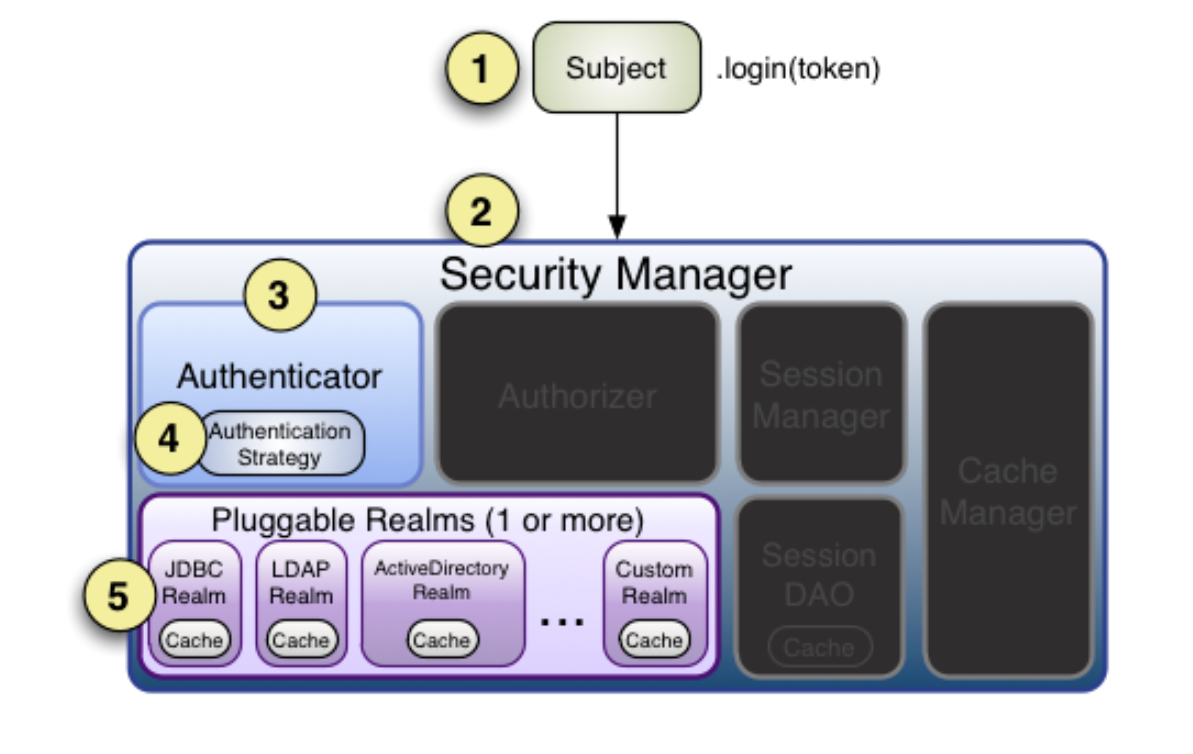 1
Subject
.login(token)
2
Security Manager
3
Authenticator
4
Authentication
Strategy
Authorizer
Session
Manager
Cache
Manager
Pluggable Realms (1 or more)
5
JDBC
Realm
Cache
LDAP
Realm
Cache
ActiveDirectory
Realm
Cache
...
Custom
Realm
Cache
Session
DAO
Cache